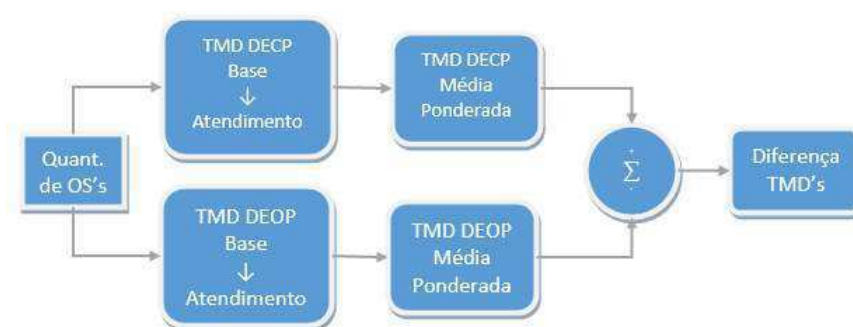 TMD DECP
Base
↓
Atendimento
TMD DECP
Média
Ponderada
Quant.
de OS's
TMD DEOP
Base
↓
Atendimento
TMD DEOP
Média
Ponderada
Σ
Diferença
TMD's